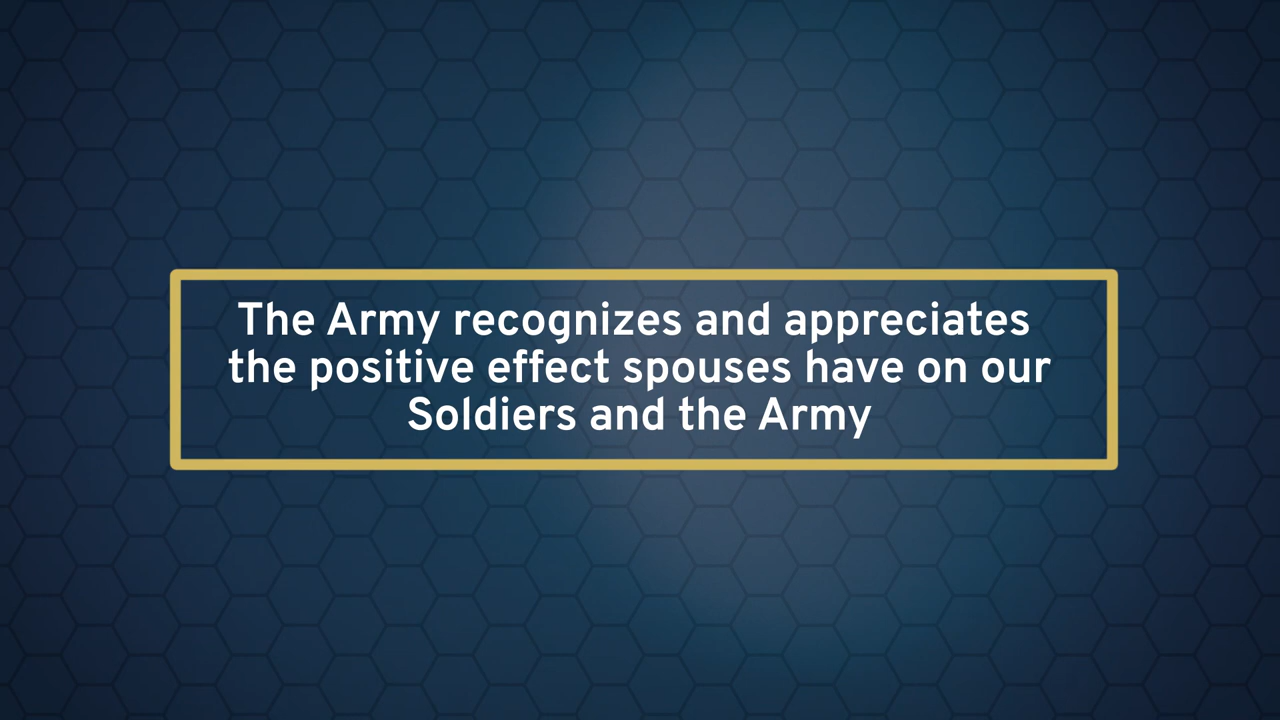 The Army recognizes and appreciates
the positive effect spouses have on our
Soldiers and the Army